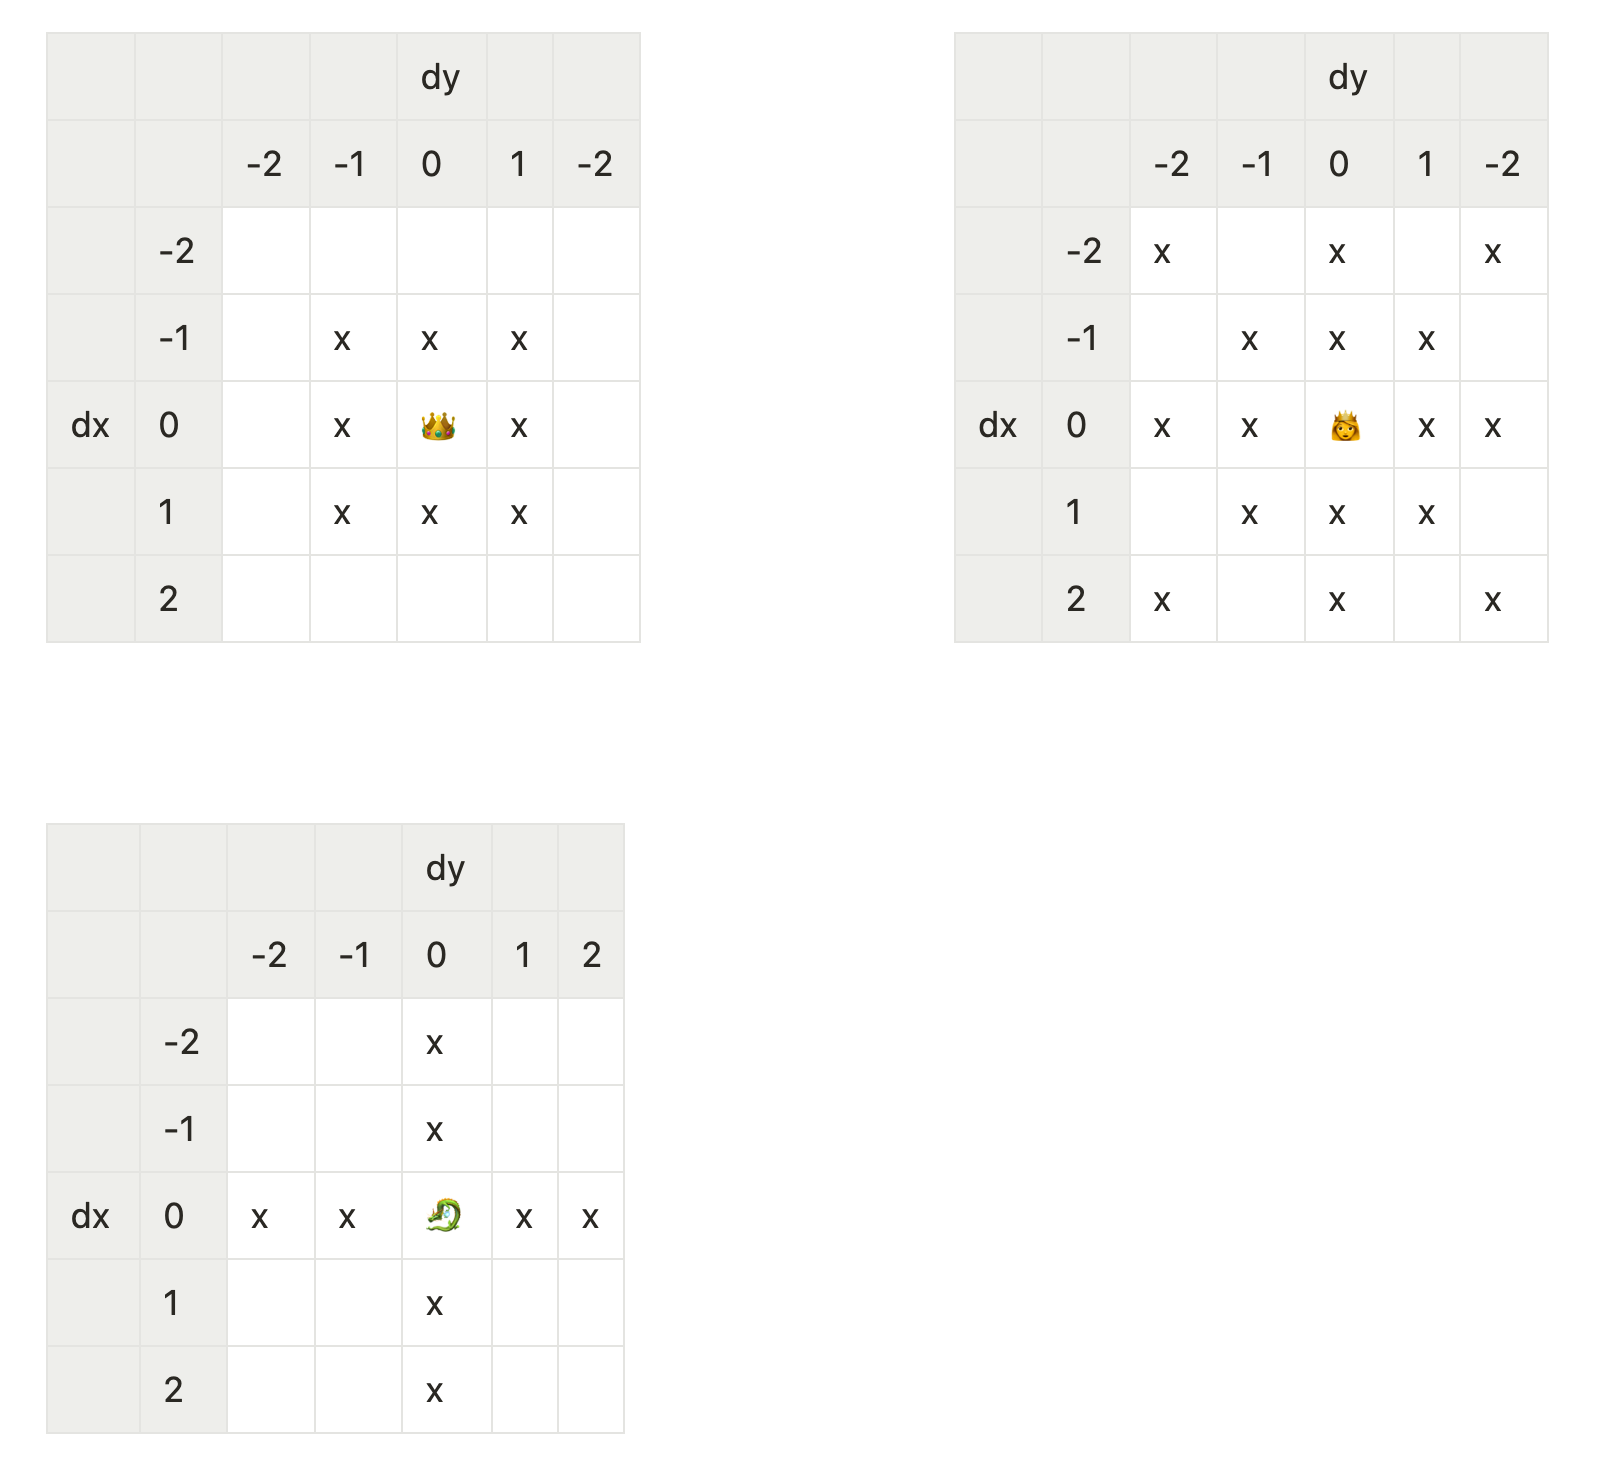 dy
-2 -1 0 1 -2
-2
-1 x x x
dx 0 x 👑 x
1 x x x
2
dy
-2 -1 0 1 -2
-2 x x x
-1 x x x
dx 0 x x 👸 x x
1 x x x
2 x x x
dy
-2 -1 0 1 2
-2 x
-1 x
dx 0 x x 🐉 x x
1 x
2 x